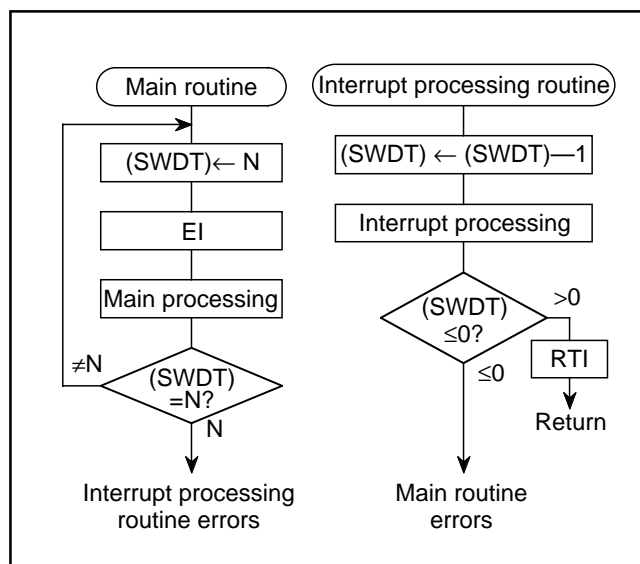 Main routine
(SWDT)← N
EI
Main processing
≠N
(SWDT)
=N?
N
Interrupt processing
routine errors
Interrupt processing routine
(SWDT) ← (SWDT)—1
Interrupt processing
>0
(SWDT)
≤0?
≤0
RTI
Return
Main routine
errors